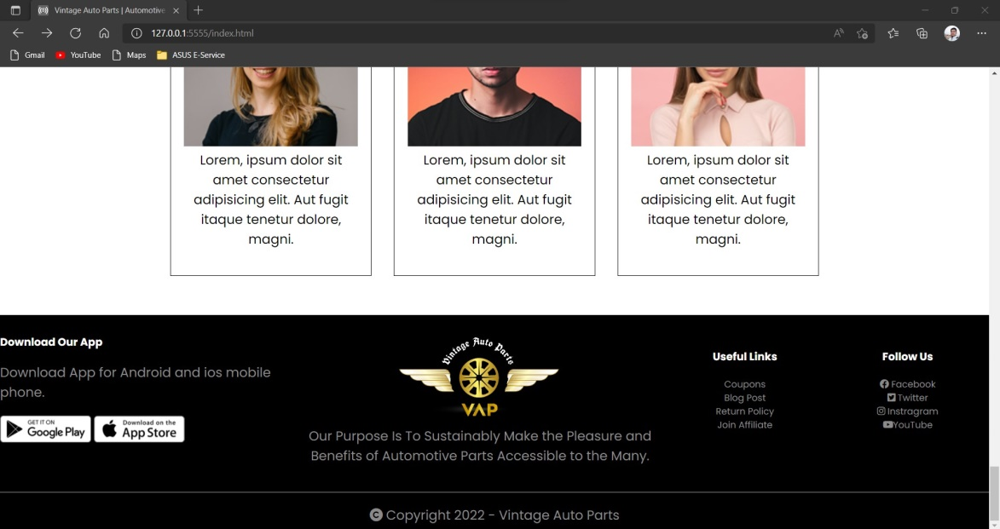 Vintage Auto Parts | Automotive
127.0.0.1:5555/index.html
Gmail YouTube Maps ASUS E-Service
Lorem, ipsum dolor sit
amet consectetur
adipisicing elit. Aut fugit
itaque tenetur dolore,
magni.
Lorem, ipsum dolor sit
amet consectetur
adipisicing elit. Aut fugit
itaque tenetur dolore,
magni.
Lorem, ipsum dolor sit
amet consectetur
adipisicing elit. Aut fugit
itaque tenetur dolore,
magni.
Download Our App
Download App for Android and ios mobile
phone.
GET IT ON
Google Play
Download on the
App Store
Vintage Auto Parts
VAP
Our Purpose Is To Sustainably Make the Pleasure and
Benefits of Automotive Parts Accessible to the Many.
Useful Links
Coupons
Blog Post
Return Policy
Join Affiliate
Follow Us
Facebook
Twitter
Instragram
YouTube
Copyright 2022 - Vintage Auto Parts